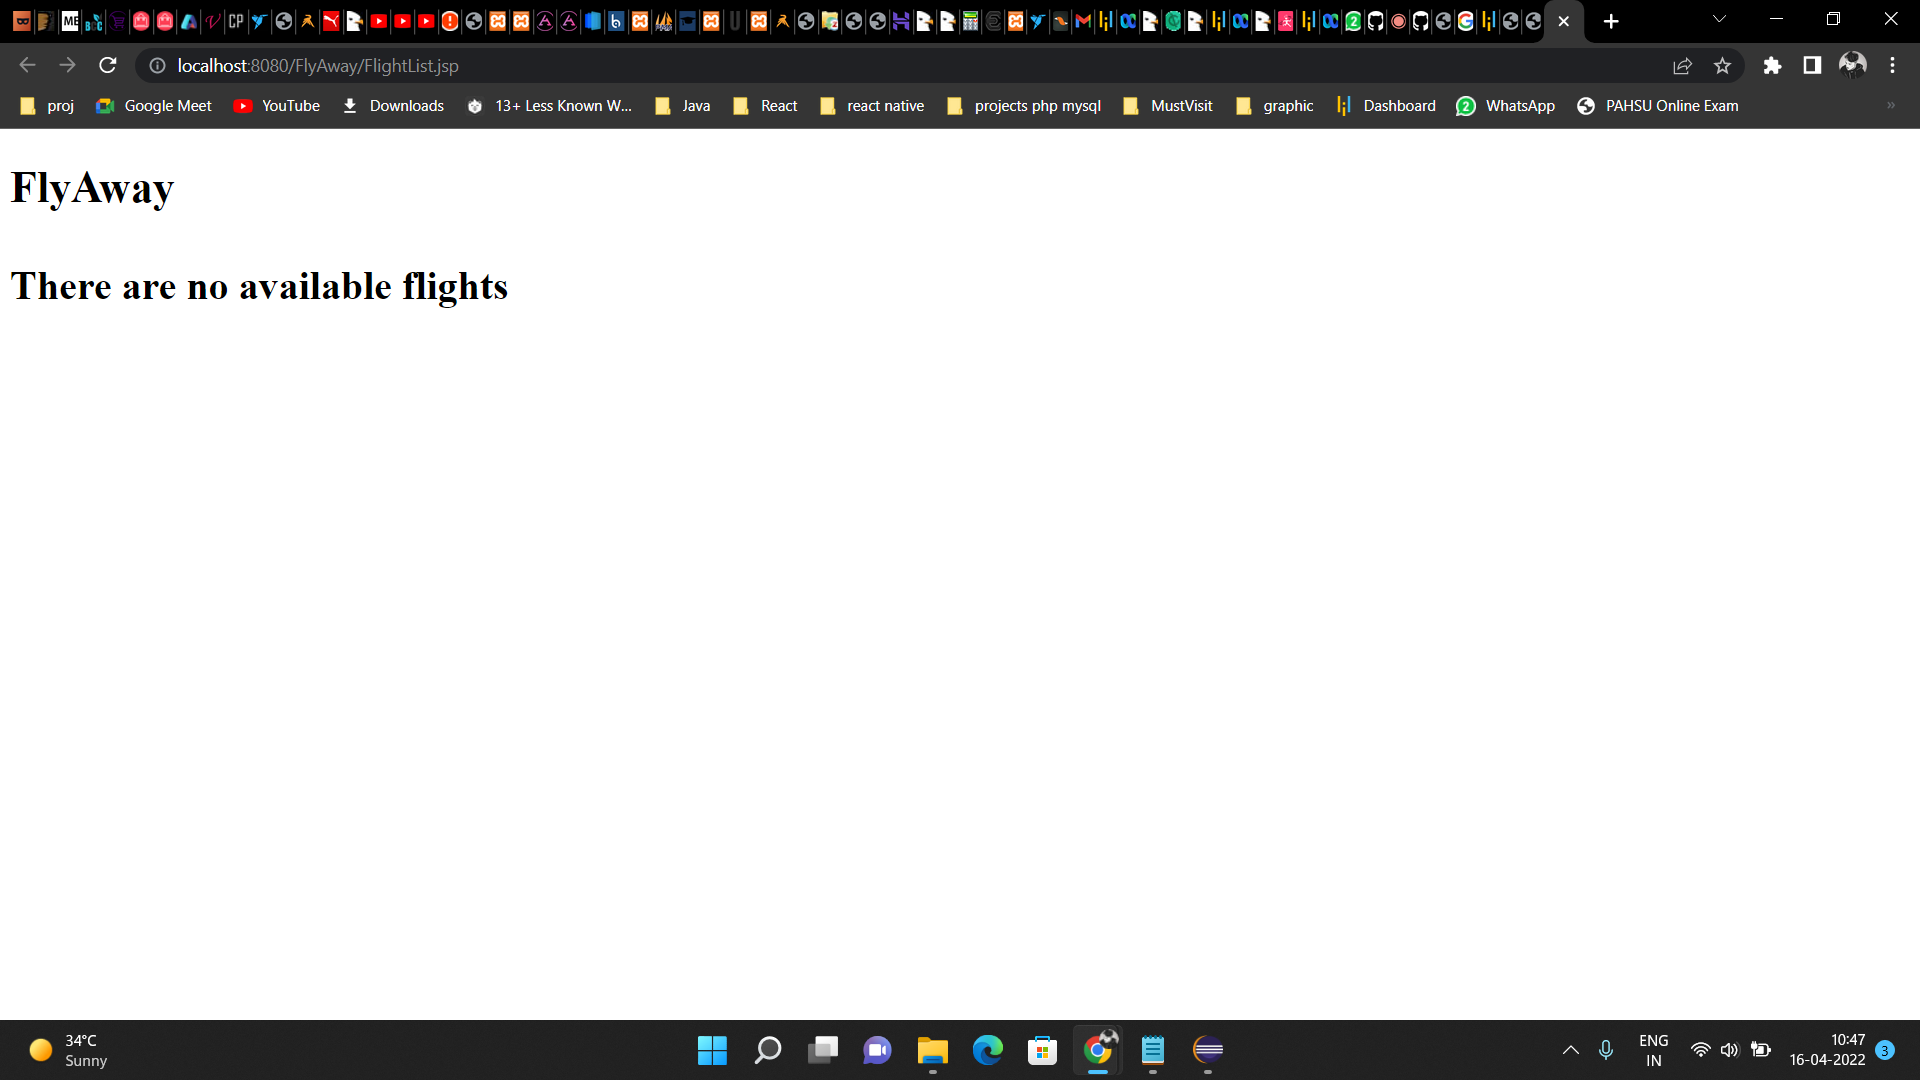 localhost:8080/FlyAway/FlightList.jsp
proj
Google Meet
YouTube
Downloads
13+ Less Known W...
Java
React
react native
projects php mysql
MustVisit
graphic
Dashboard
2
WhatsApp
PAHSU Online Exam
FlyAway
There are no available flights
34°C
Sunny
ENG
IN
10:47
16-04-2022
3